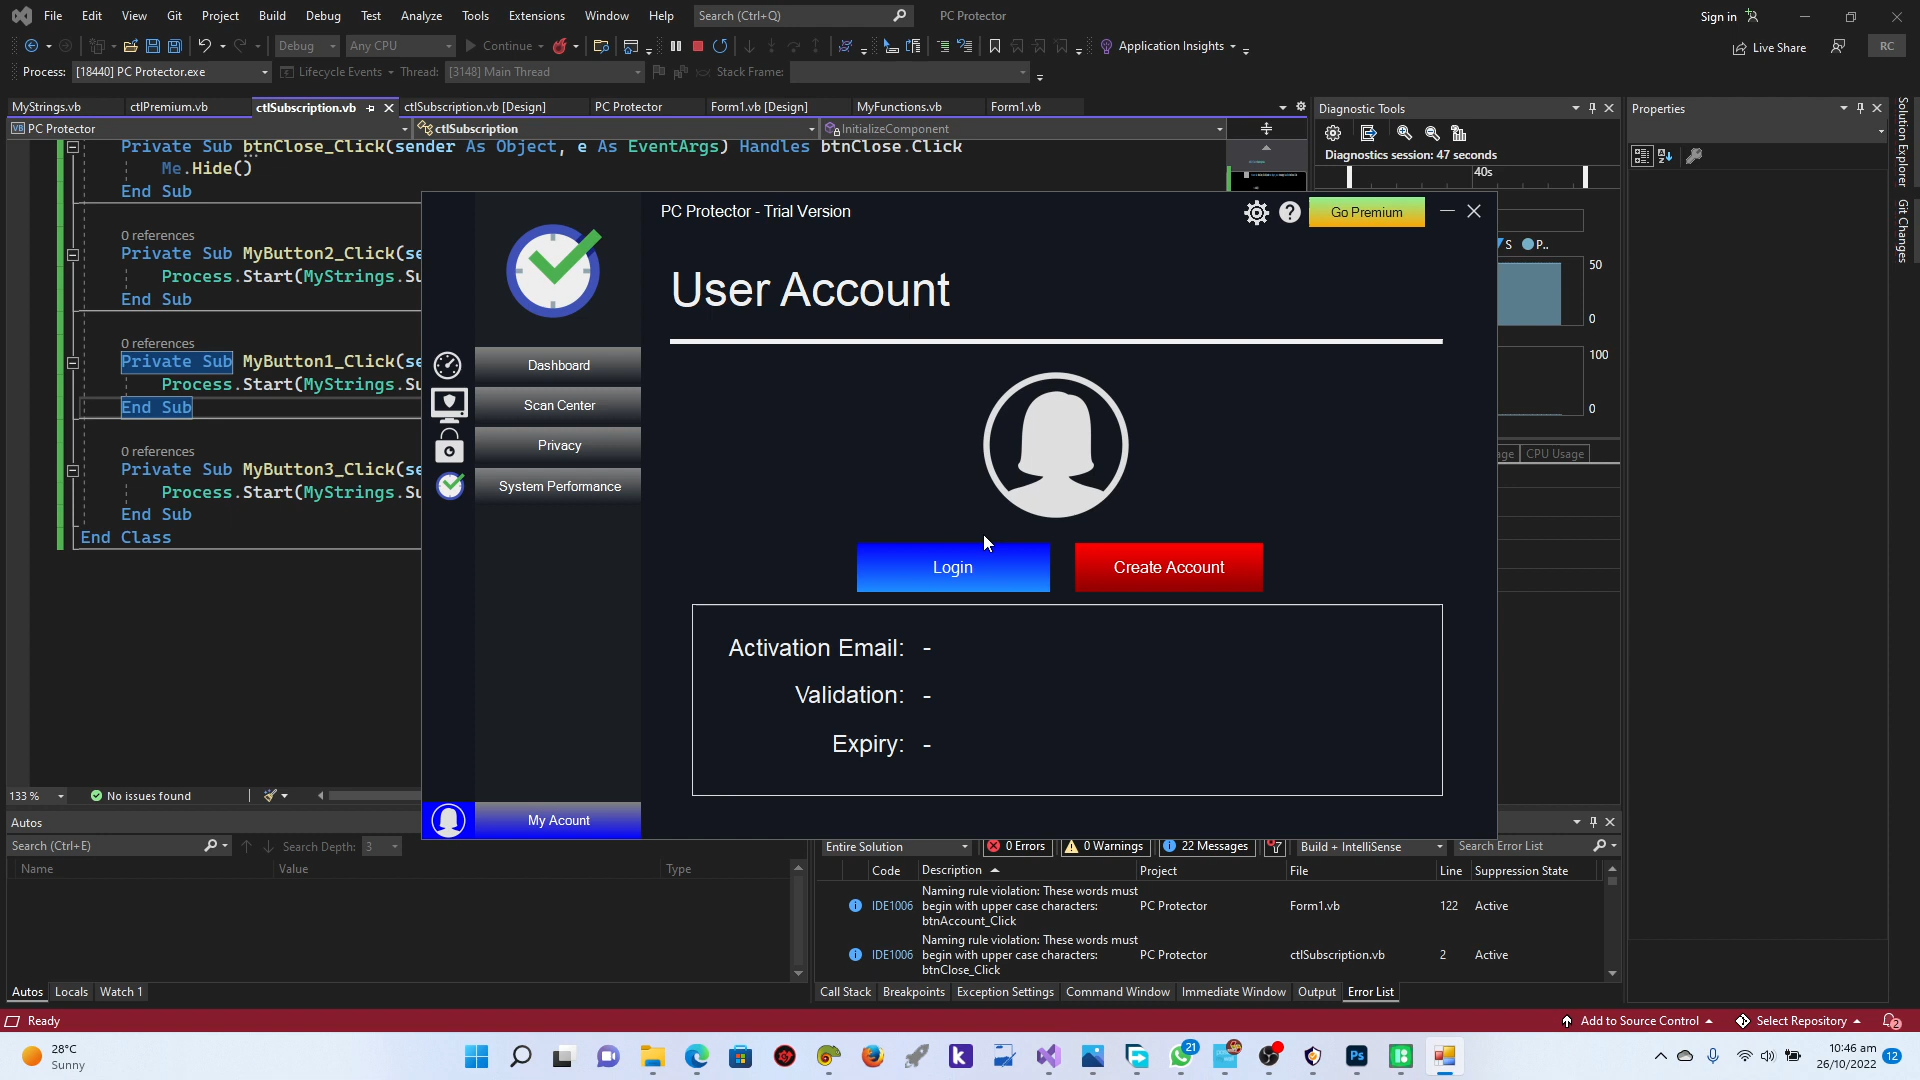 File Edit View Git Project Build Debug Test Analyze Tools Extensions Window Help Search (Ctrl+Q) PC Protector Sign in
Debug Any CPU Continue Application Insights Live Share RC
Process: [18440] PC Protector.exe Lifecycle Events Thread: [3148] Main Thread Stack Frame:
MyStrings.vb ctlPremium.vb ctlSubscription.vb ctlSubscription.vb [Design] PC Protector Form1.vb [Design] MyFunctions.vb Form1.vb
PC Protector ctlSubscription InitializeComponent
Private Sub btnClose_Click(sender As Object, e As EventArgs) Handles btnClose.Click
Me.Hide()
End Sub
0 references
Private Sub MyButton2_Click(se
Process.Start(MyStrings.Su
End Sub
0 references
Private Sub MyButton1_Click(se
Process.Start(MyStrings.Su
End Sub
0 references
Private Sub MyButton3_Click(se
Process.Start(MyStrings.Su
End Sub
End Class
133 % No issues found
PC Protector - Trial Version
Go Premium
User Account
Dashboard
Scan Center
Privacy
System Performance
My Acount
Login Create Account
Activation Email: -
Validation: -
Expiry: -
Diagnostic Tools
Diagnostics session: 47 seconds
40s
S P..
50
0
100
0
age CPU Usage
Properties
Solution Explorer
Git Changes
Autos
Search (Ctrl+E) Search Depth: 3
Name Value Type
Autos Locals Watch 1
Entire Solution 0 Errors 0 Warnings 22 Messages Build + IntelliSense Search Error List
Code Description Project File Line Suppression State
IDE1006 Naming rule violation: These words must
begin with upper case characters:
btnAccount_Click PC Protector Form1.vb 122 Active
IDE1006 Naming rule violation: These words must
begin with upper case characters:
btnClose_Click PC Protector ctlSubscription.vb 2 Active
Call Stack Breakpoints Exception Settings Command Window Immediate Window Output Error List
Ready Add to Source Control Select Repository 2
28°C
Sunny
21
Ps
10:46 am
26/10/2022
12